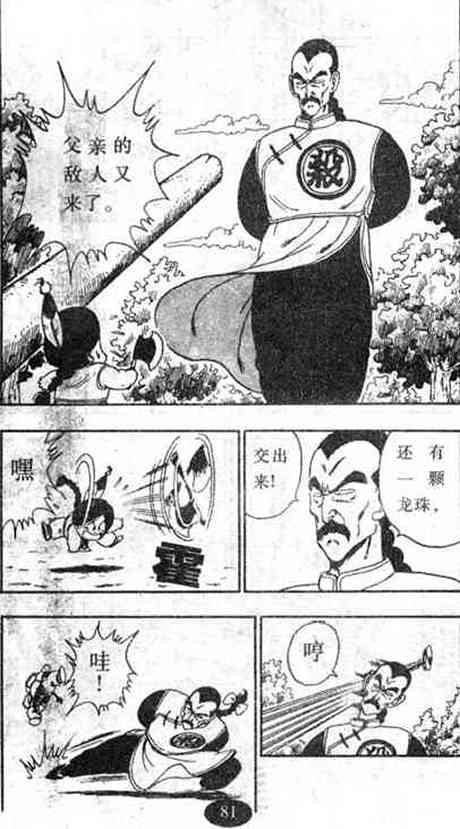 父亲的
敌人又
来了。
殺
还有
一颗
龙珠，
交出
来！
嘿
霍
哼
哇！
81